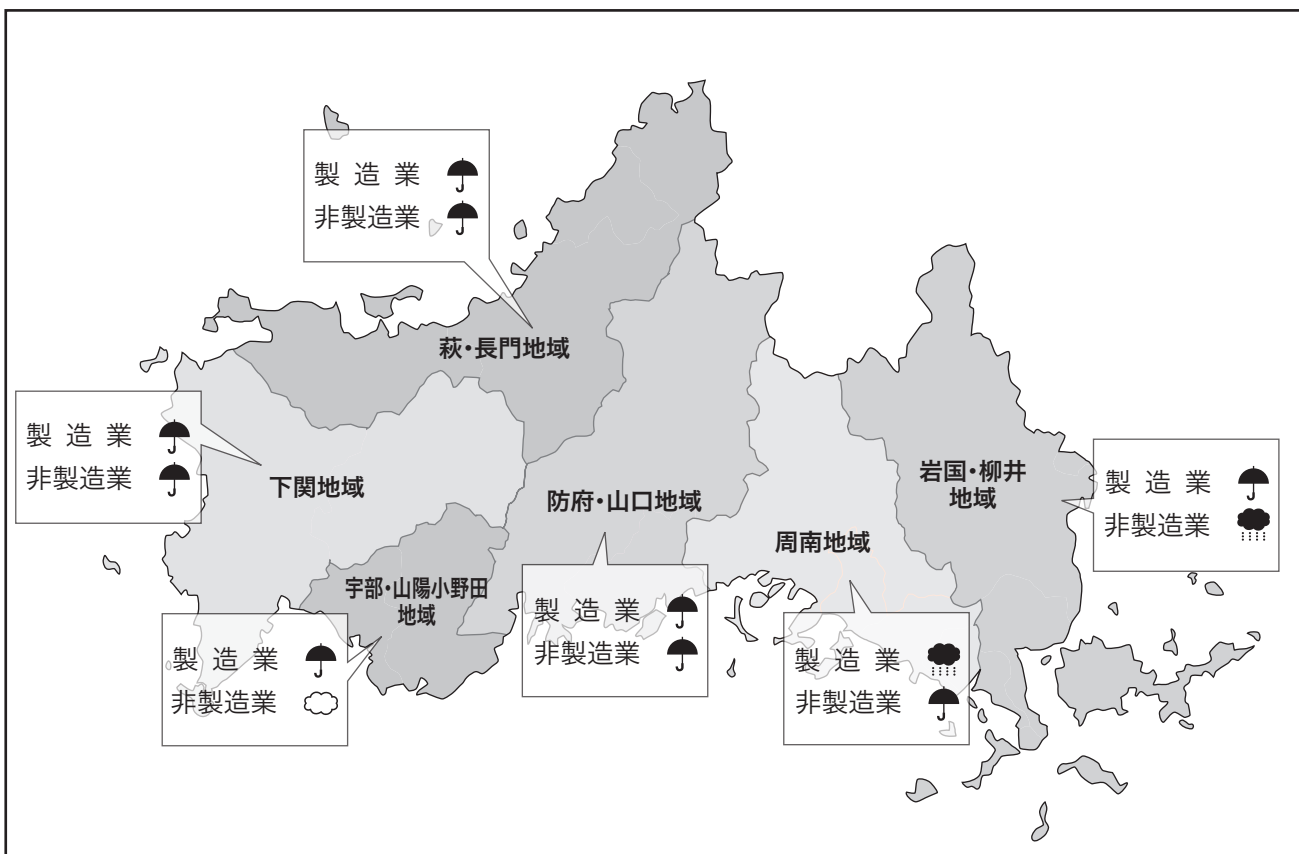 製造業
非製造業
萩・長門地域
製造業
非製造業
下関地域
防府・山口地域
岩国・柳井
地域
製造業
非製造業
周南地域
宇部・山陽小野田
地域
製造業
非製造業
製造業
非製造業
製造業
非製造業